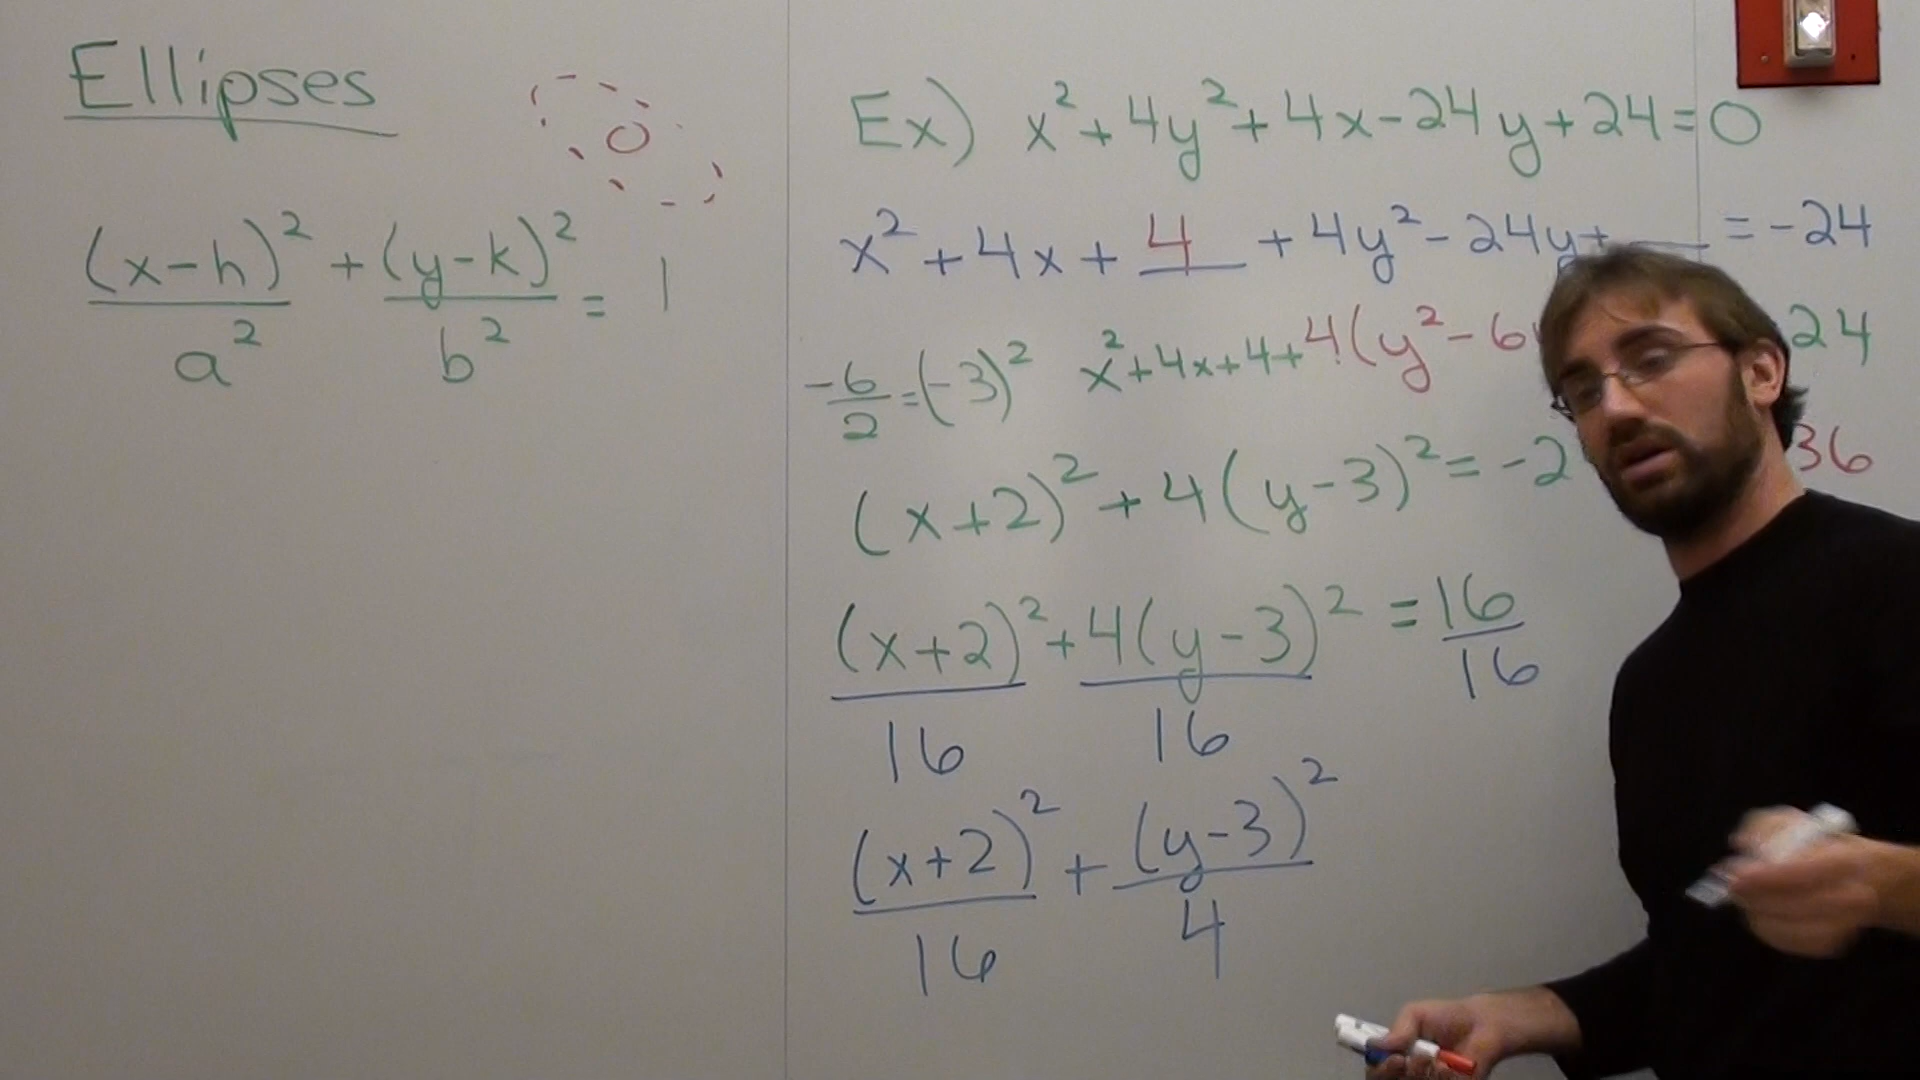 Ellipses
(x-h)² + (y-k)² = 1
a² b²
Ex) x² + 4y² + 4x - 24y + 24 = 0
x² + 4x + 4 + 4y² - 24y + __ = -24
-6/2 = (-3)² x² + 4x + 4 + 4(y² - 6 24
(x+2)² + 4(y-3)² = -2 36
(x+2)² + 4(y-3)² = 16
16 16 16
(x+2)² + (y-3)²
16 4